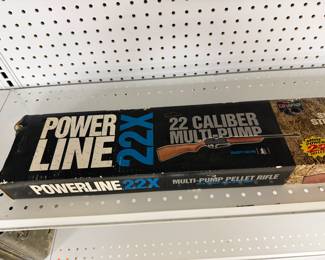 POWER
LINE
22X
22 CALIBER
MULTI-PUMP
POWERLINE 22X
MULTI-PUMP PELLET RIFLE